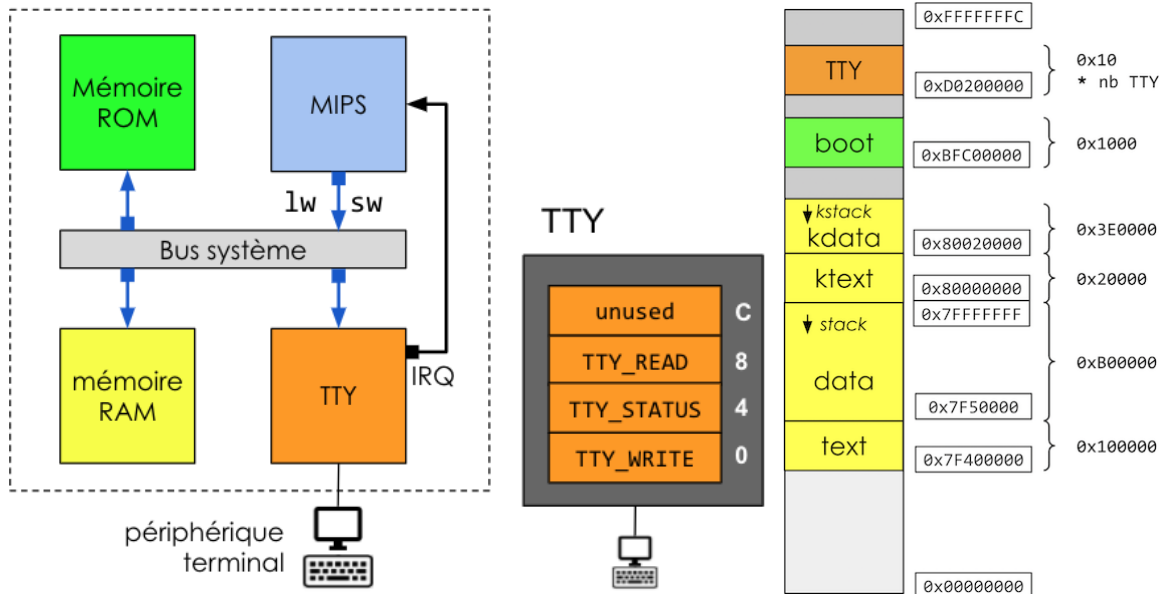 Mémoire
ROM
MIPS
lw sw
Bus système
mémoire
RAM
TTY
IRQ
périphérique
terminal
TTY
unused C
TTY_READ 8
TTY_STATUS 4
TTY_WRITE 0
0xFFFFFFFC
TTY
0xD0200000
0x10
* nb TTY
boot
0xBFC00000
0x1000
kstack
kdata
0x80020000
0x3E0000
ktext
0x80000000
0x20000
0x7FFFFFFF
stack
data
0x7F50000
0xB00000
text
0x7F400000
0x100000
0x00000000